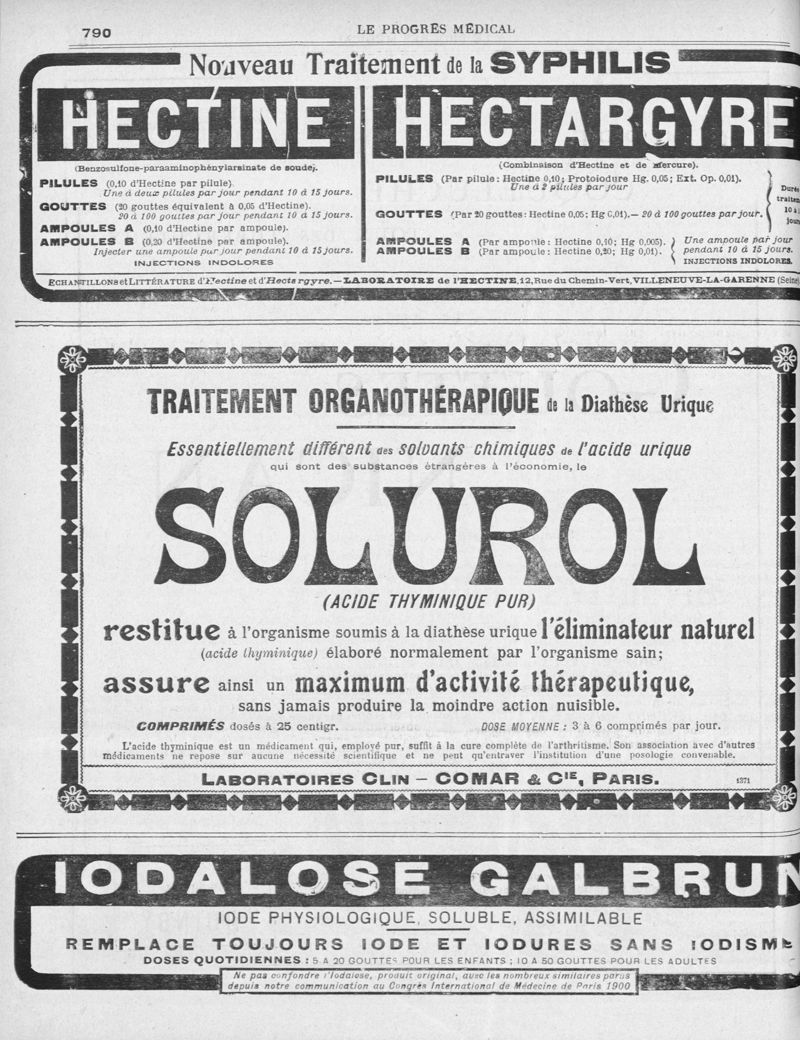 790
LE PROGRÈS MÉDICAL
Nouveau Traitement de la SYPHILIS
HECTINE
(Benzosulfone-paraaminophénylarsinate de soude).
PILULES (0,10 d'Hectine par pilule).
Une à deux pilules par jour pendant 10 à 15 jours.
GOUTTES (20 gouttes équivalent à 0,05 d'Hectine).
20 à 100 gouttes par jour pendant 10 à 15 jours.
AMPOULES A (0,10 d'Hectine par ampoule).
AMPOULES B (0,20 d'Hectine par ampoule).
Injecter une ampoule par jour pendant 10 à 15 jours.
INJECTIONS INDOLORES
HECTARGYRE
(Combinaison d'Hectine et de Mercure).
PILULES (Par pilule : Hectine 0,10; Protoiodure Hg. 0,05; Ext. Op. 0,01).
Une à 2 pilules par jour
GOUTTES (Par 20 gouttes : Hectine 0,05; Hg 0,01). — 20 à 100 gouttes par jour.
Durée
10 à
AMPOULES A (Par ampoule : Hectine 0,10; Hg 0,005).
AMPOULES B (Par ampoule : Hectine 0,20; Hg 0,01).
Une ampoule par jour
pendant 10 à 15 jours.
INJECTIONS INDOLORES.
ECHANTILLONS et LITTÉRATURE d'Hectine et d'Hectargyre. — LABORATOIRE de l'HECTINE, 12, Rue du Chemin-Vert, VILLENEUVE-LA-GARENNE (Seine)
TRAITEMENT ORGANOTHÉRAPIQUE de la Diathèse Urique
Essentiellement différent des solvants chimiques de l'acide urique
qui sont des substances étrangères à l'économie, le
SOLUROL
(ACIDE THYMINIQUE PUR)
restitue à l'organisme soumis à la diathèse urique l'éliminateur naturel
(acide thyminique) élaboré normalement par l'organisme sain;
assure ainsi un maximum d'activité thérapeutique,
sans jamais produire la moindre action nuisible.
COMPRIMÉS dosés à 25 centigr. DOSE MOYENNE : 3 à 6 comprimés par jour.
L'acide thyminique est un médicament qui, employé pur, suffit à la cure complète de l'arthritisme. Son association avec d'autres
médicaments ne repose sur aucune nécessité scientifique et ne peut qu'entraver l'institution d'une posologie convenable.
LABORATOIRES CLIN — COMAR & CIE, PARIS. 1371
IODALOSE GALBRUN
IODE PHYSIOLOGIQUE, SOLUBLE, ASSIMILABLE
REMPLACE TOUJOURS IODE ET IODURES SANS IODISME
DOSES QUOTIDIENNES : 5 A 20 GOUTTES POUR LES ENFANTS ; 10 A 50 GOUTTES POUR LES ADULTES
Ne pas confondre l'Iodalose, produit original, avec les nombreux similaires parus
depuis notre communication au Congrès International de Médecine de Paris 1900